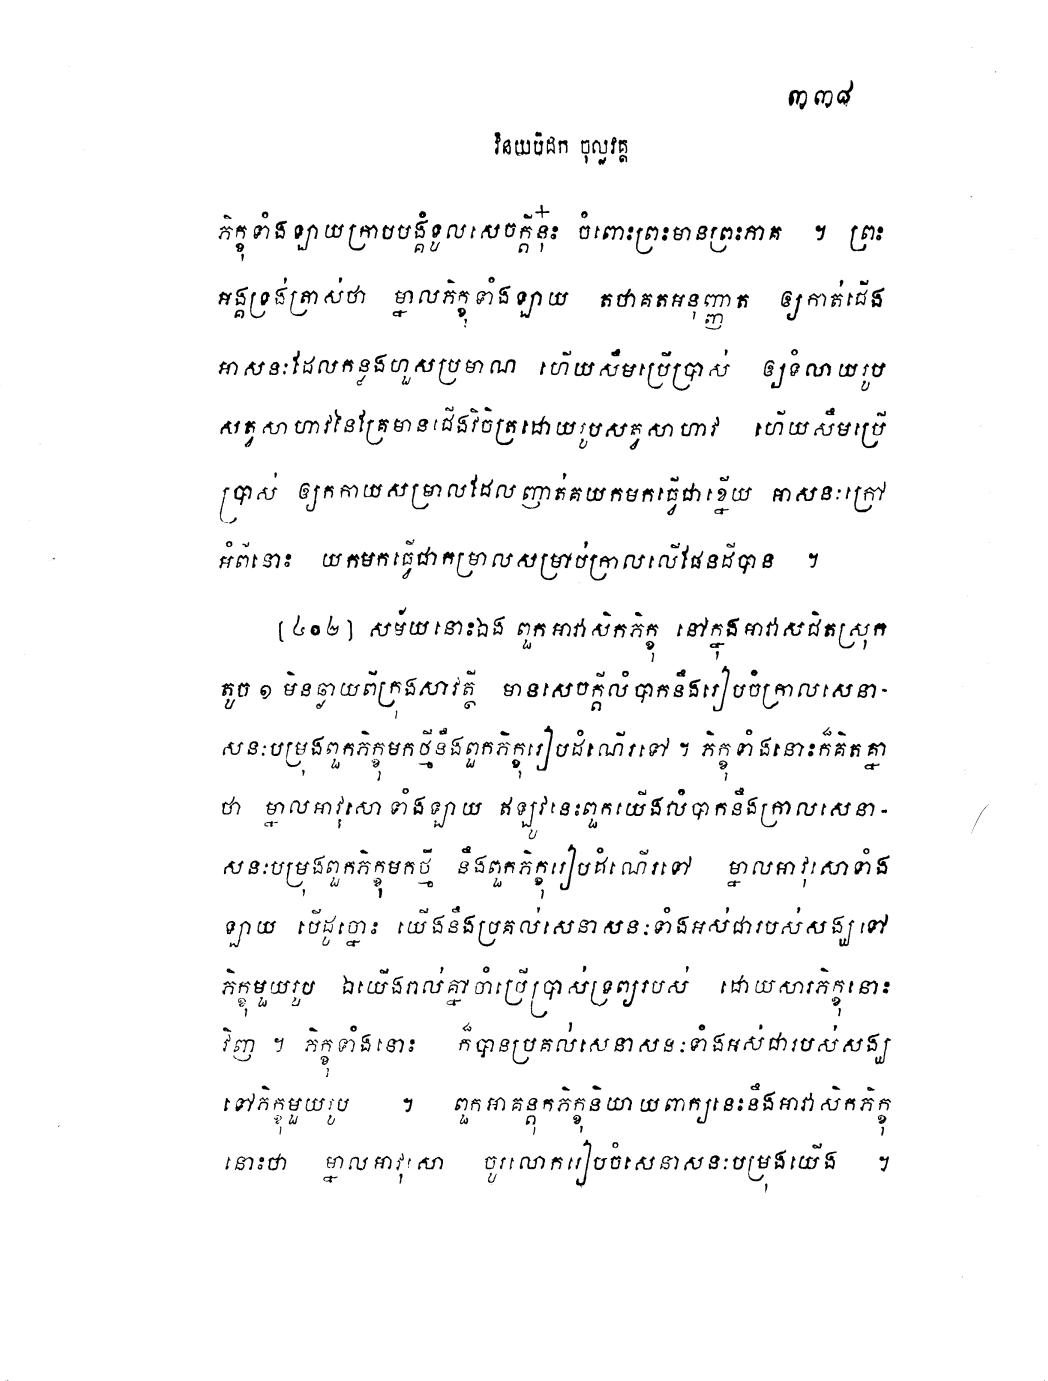 ៣៣៨
វិនយបិដក ចុល្លវគ្គ
ភិក្ខុទាំងឡាយក្រាបបង្គំទូលសេចក្តីនុ៎ះ ចំពោះព្រះមានព្រះភាគ ។ ព្រះ
អង្គទ្រង់ត្រាស់ថា ម្នាលភិក្ខុទាំងឡាយ តថាគតអនុញ្ញាត ឲ្យកាត់ជើង
អាសនៈដែលកន្លងហួសប្រមាណ ហើយសឹមប្រើប្រាស់ ឲ្យទំលាយរូប
សត្វសាហាវនៃគ្រែមានជើងវិចិត្រដោយរូបសត្វសាហាវ ហើយសឹមប្រើ
ប្រាស់ ឲ្យកកាយសម្រាលដែលញាត់គយកមកធ្វើជាខ្នើយ អាសនៈក្រៅ
អំពីនោះ យកមកធ្វើជាកម្រាលសម្រាប់ក្រាលលើផែនដីបាន ។
[៤០២] សម័យនោះឯង ពួកអាវាសិកភិក្ខុ នៅក្នុងអាវាសជិតស្រុក
តូច ១ មិនឆ្ងាយពីក្រុងសាវត្ថី មានសេចក្តីលំបាកនឹងរៀបចំក្រាលសេនា-
សនៈបម្រុងពួកភិក្ខុមកថ្មីនឹងពួកភិក្ខុរៀបដំណើរទៅ ។ ភិក្ខុទាំងនោះក៏គិតគ្នា
ថា ម្នាលអាវុសោទាំងឡាយ ឥឡូវនេះពួកយើងលំបាកនឹងក្រាលសេនា-
សនៈបម្រុងពួកភិក្ខុមកថ្មី នឹងពួកភិក្ខុរៀបដំណើរទៅ ម្នាលអាវុសោទាំង
ឡាយ បើដូច្នោះ យើងនឹងប្រគល់សេនាសនៈទាំងអស់ជារបស់សង្ឃទៅ
ភិក្ខុមួយរូប ឯយើងរាល់គ្នាចាំប្រើប្រាស់ទ្រព្យរបស់ ដោយសារភិក្ខុនោះ
វិញ ។ ភិក្ខុទាំងនោះ ក៏បានប្រគល់សេនាសនៈទាំងអស់ជារបស់សង្ឃ
ទៅភិក្ខុមួយរូប ។ ពួកអាគន្តុកភិក្ខុនិយាយពាក្យនេះនឹងអាវាសិកភិក្ខុ
នោះថា ម្នាលអាវុសោ ចូរលោករៀបចំសេនាសនៈបម្រុងយើង ។